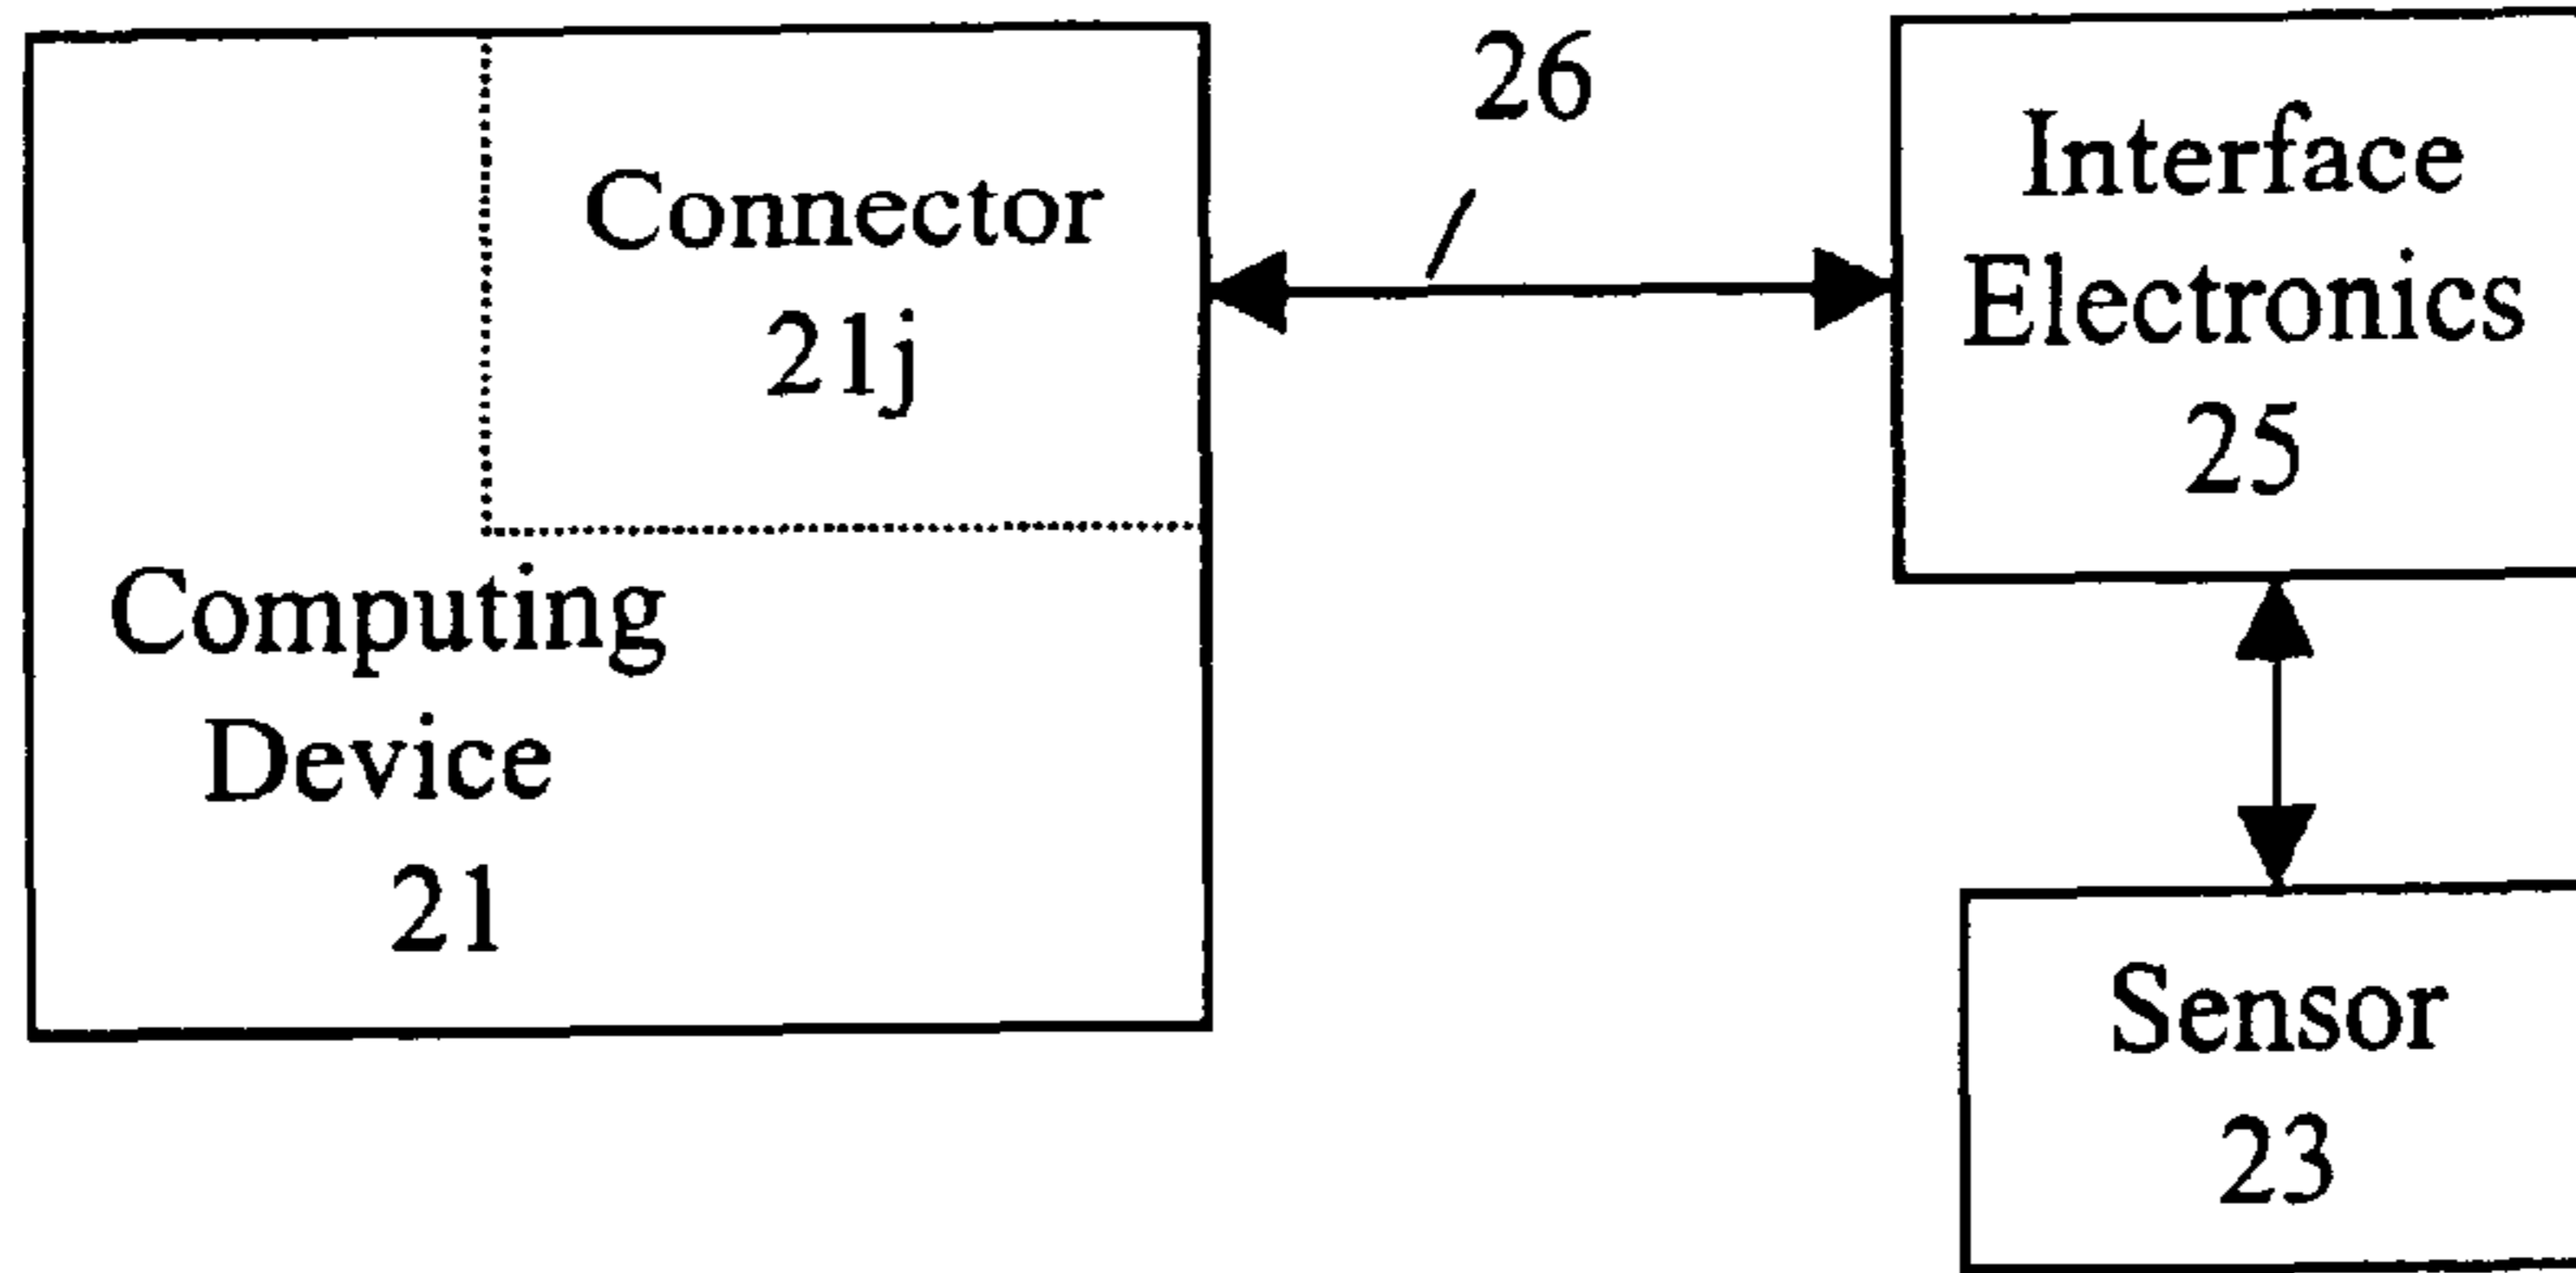 Connector
21j
Computing
Device
21
26
Interface
Electronics
25
Sensor
23